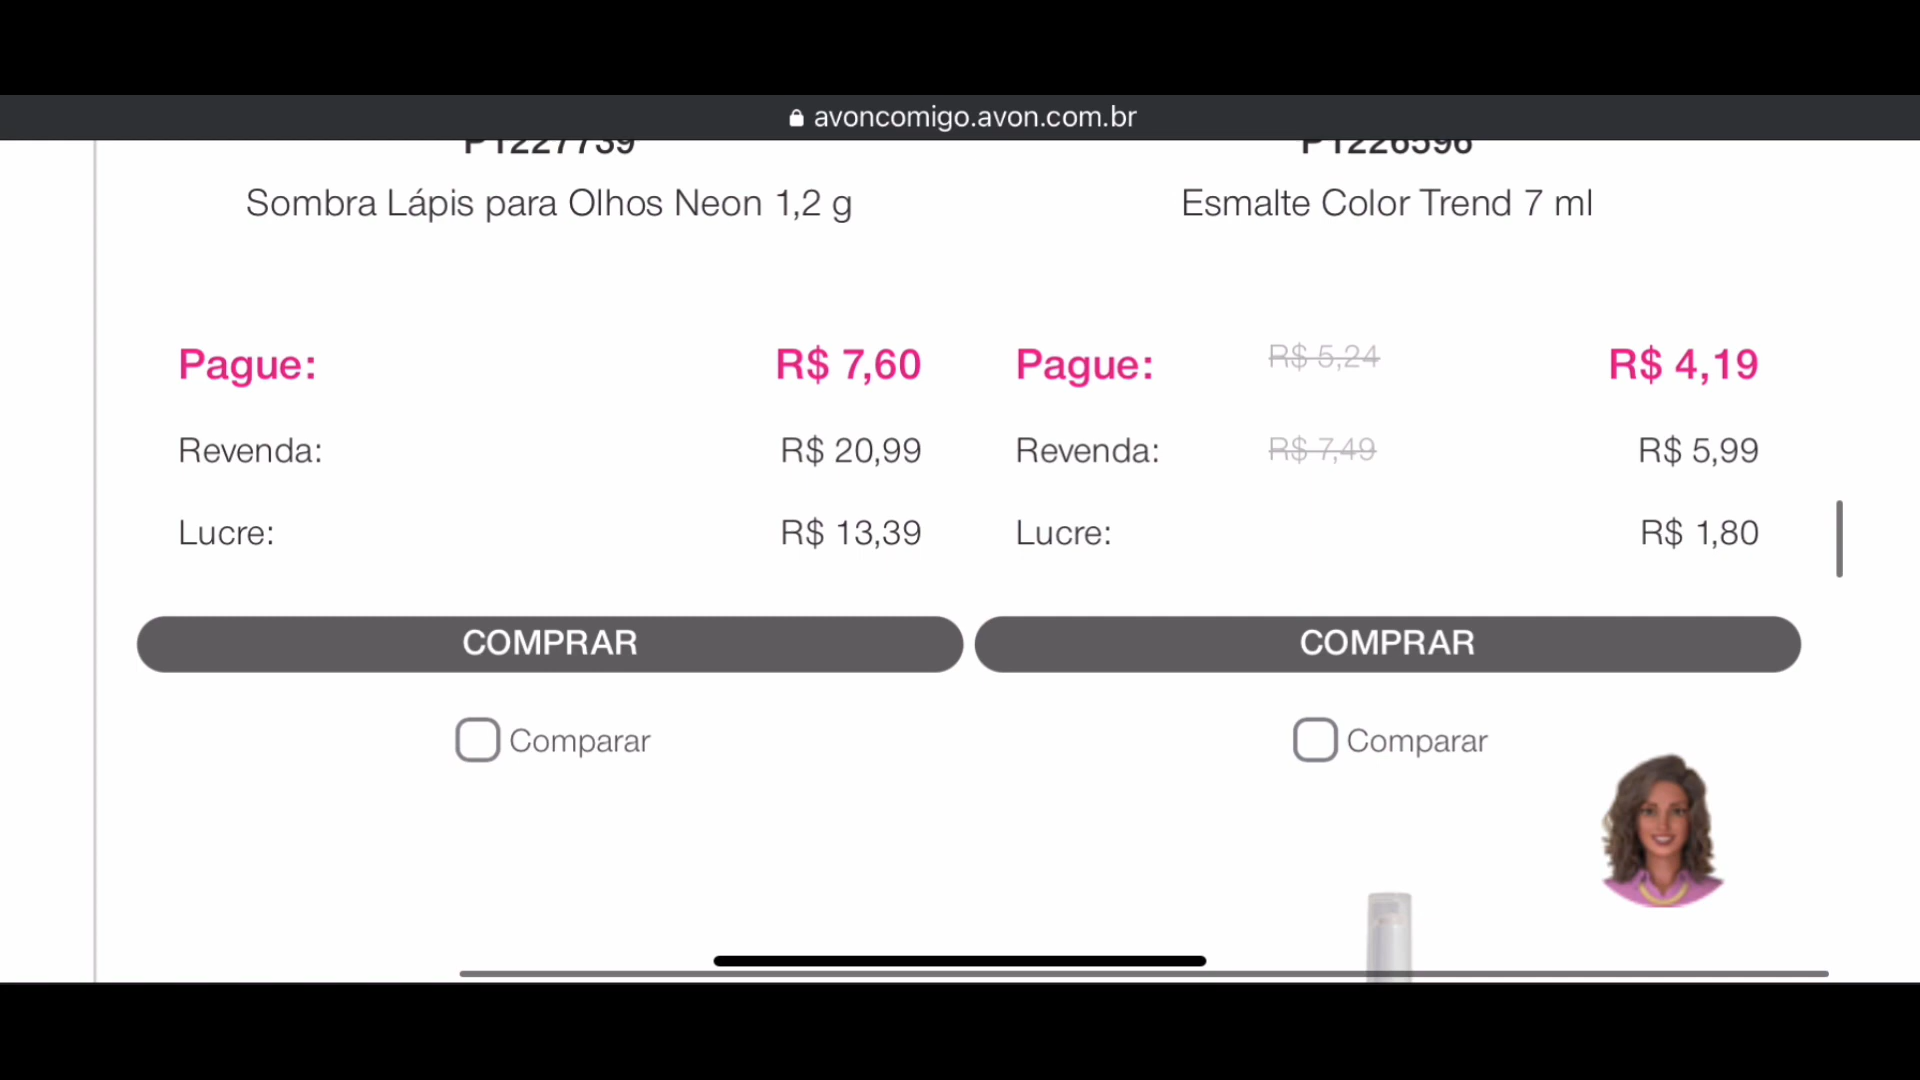 avoncomigo.avon.com.br
P1227739
P1226596
Sombra Lápis para Olhos Neon 1,2 g
Esmalte Color Trend 7 ml
Pague: R$ 7,60
Revenda: R$ 20,99
Lucre: R$ 13,39
COMPRAR
Comparar
Pague: R$ 5,24 R$ 4,19
Revenda: R$ 7,49 R$ 5,99
Lucre: R$ 1,80
COMPRAR
Comparar